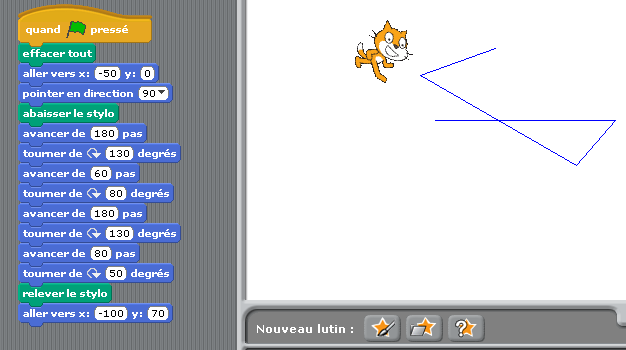 quand pressé
effacer tout
aller vers x: -50 y: 0
pointer en direction 90
abaisser le stylo
avancer de 180 pas
tourner de 130 degrés
avancer de 60 pas
tourner de 80 degrés
avancer de 180 pas
tourner de 130 degrés
avancer de 80 pas
tourner de 50 degrés
relever le stylo
aller vers x: -100 y: 70
Nouveau lutin :